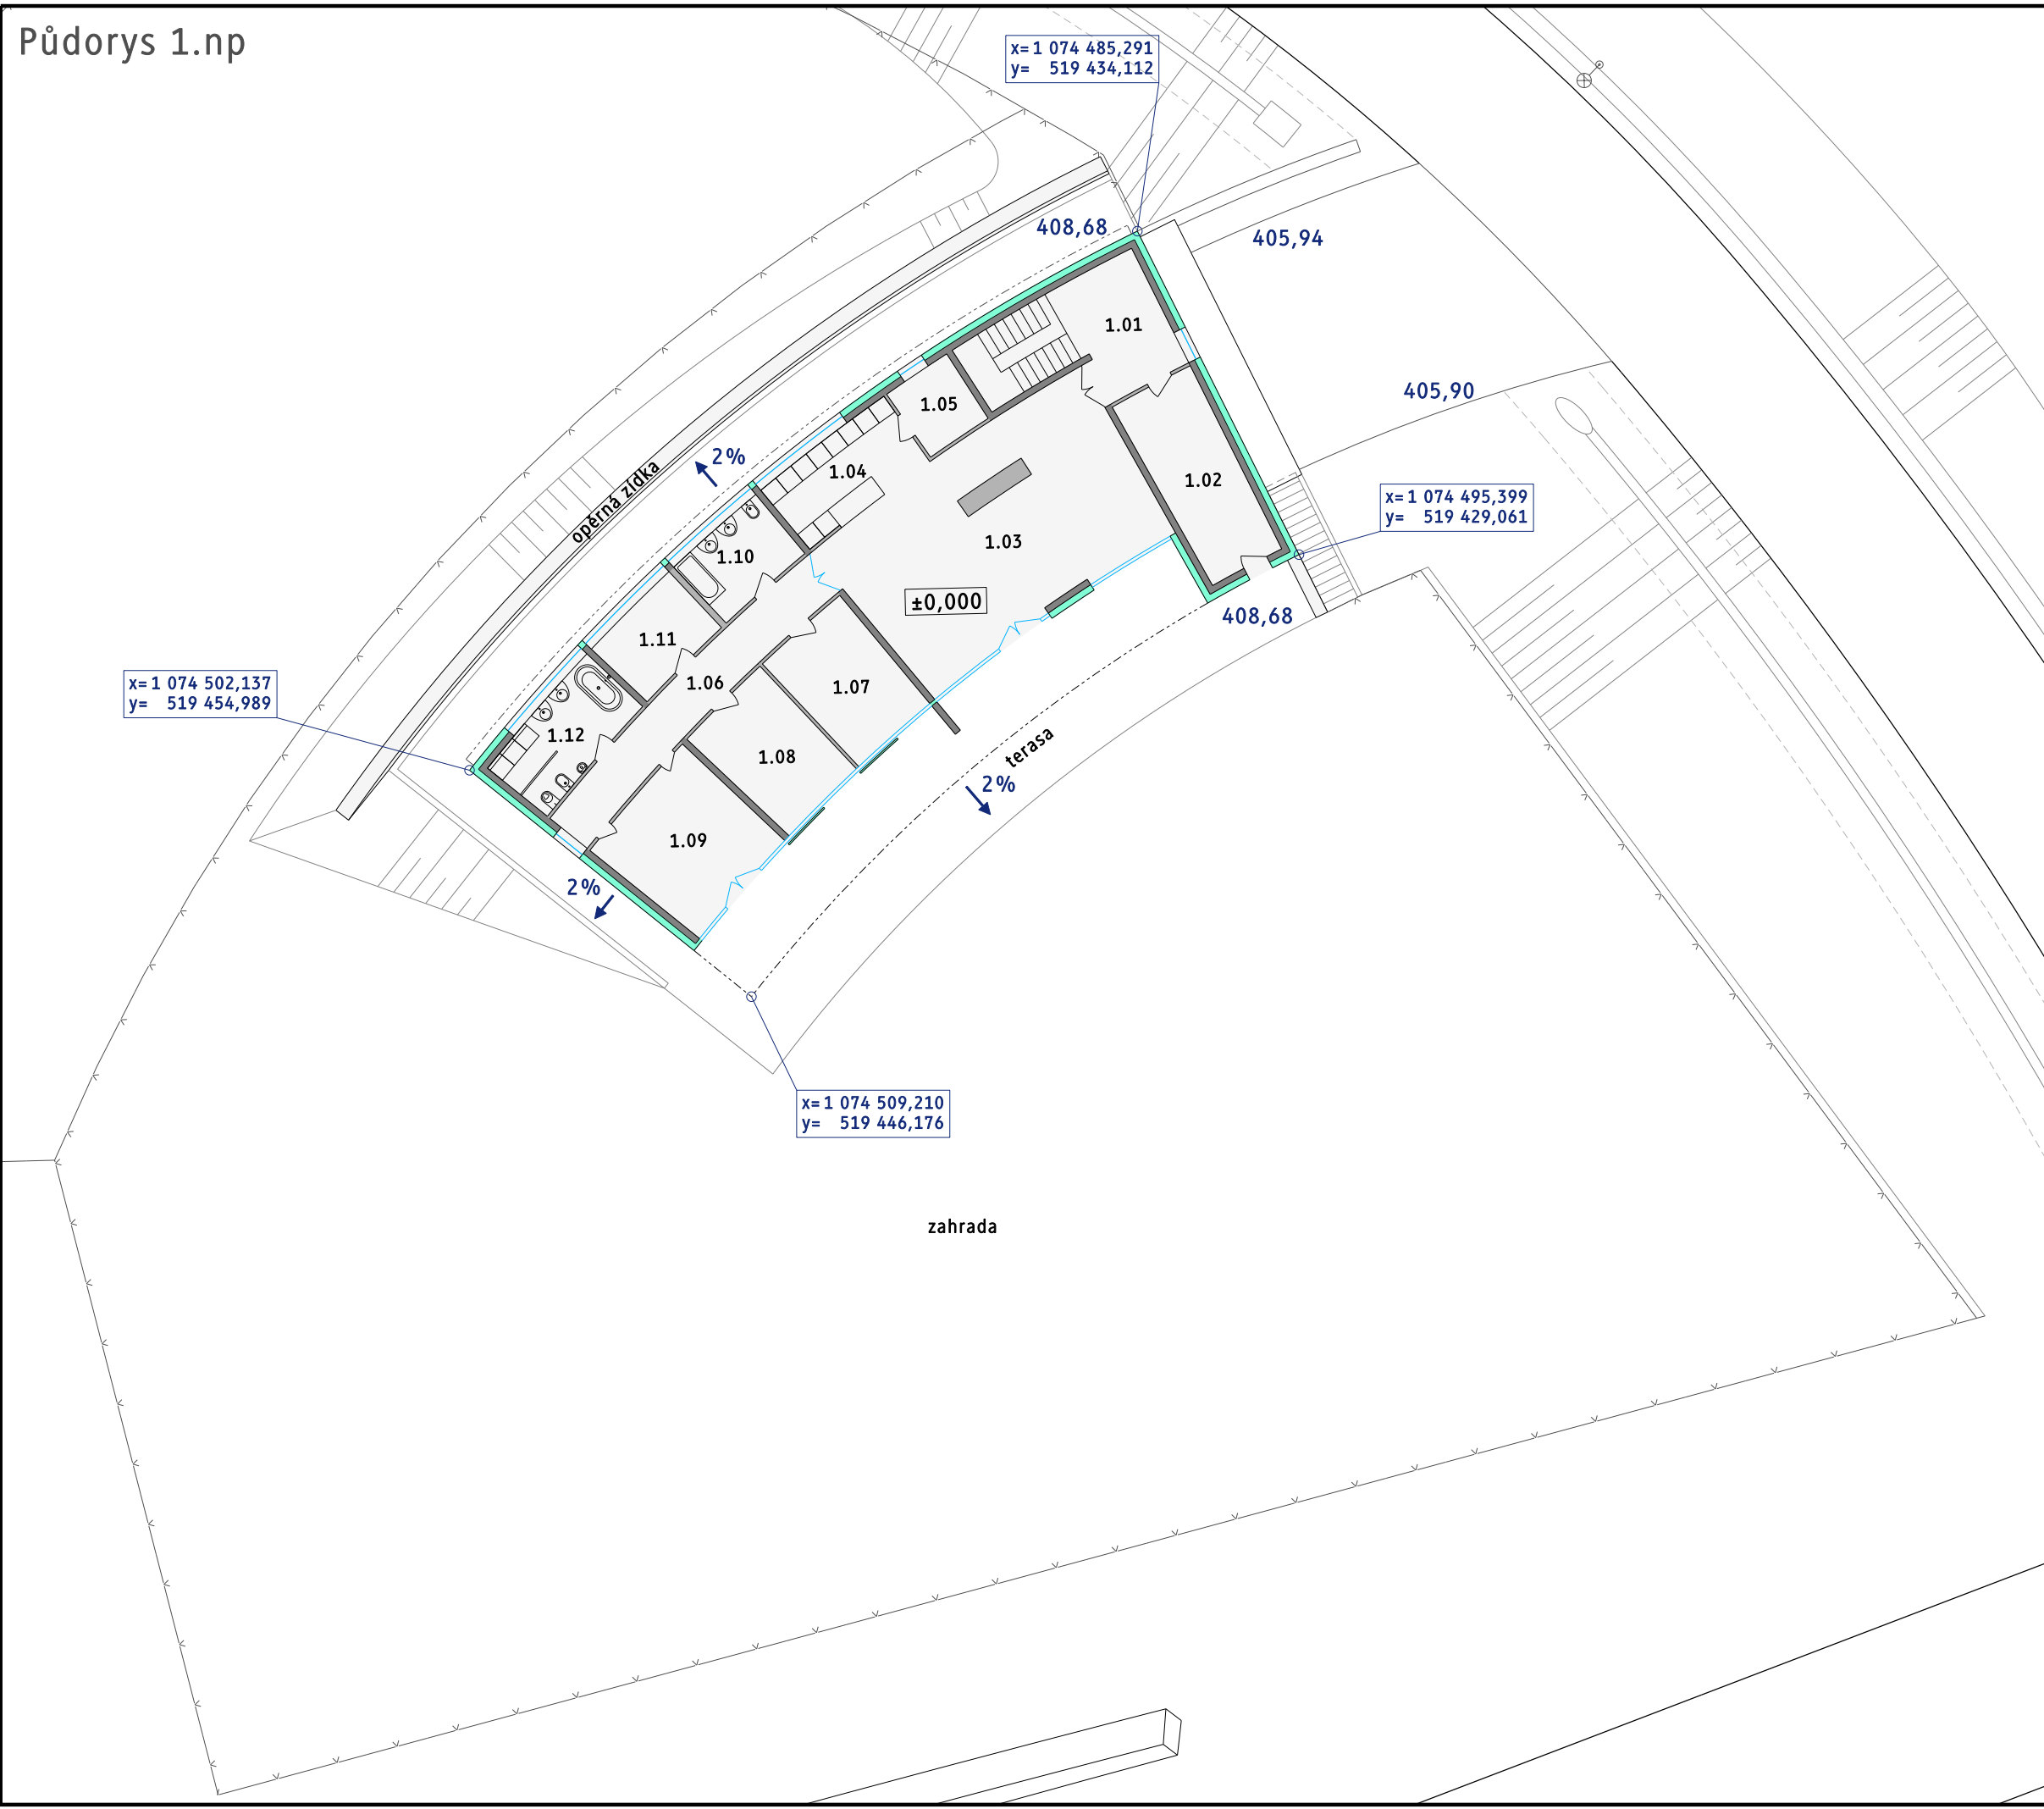 Půdorys 1.np
x= 1 074 485,291
y= 519 434,112
408,68
405,94
1.01
405,90
1.05
2%
1.04
opěrná zídka
1.02
x= 1 074 495,399
y= 519 429,061
1.03
1.10
±0,000
408,68
1.11
x= 1 074 502,137
y= 519 454,989
1.06
1.07
1.12
terasa
1.08
2%
1.09
2%
x= 1 074 509,210
y= 519 446,176
zahrada